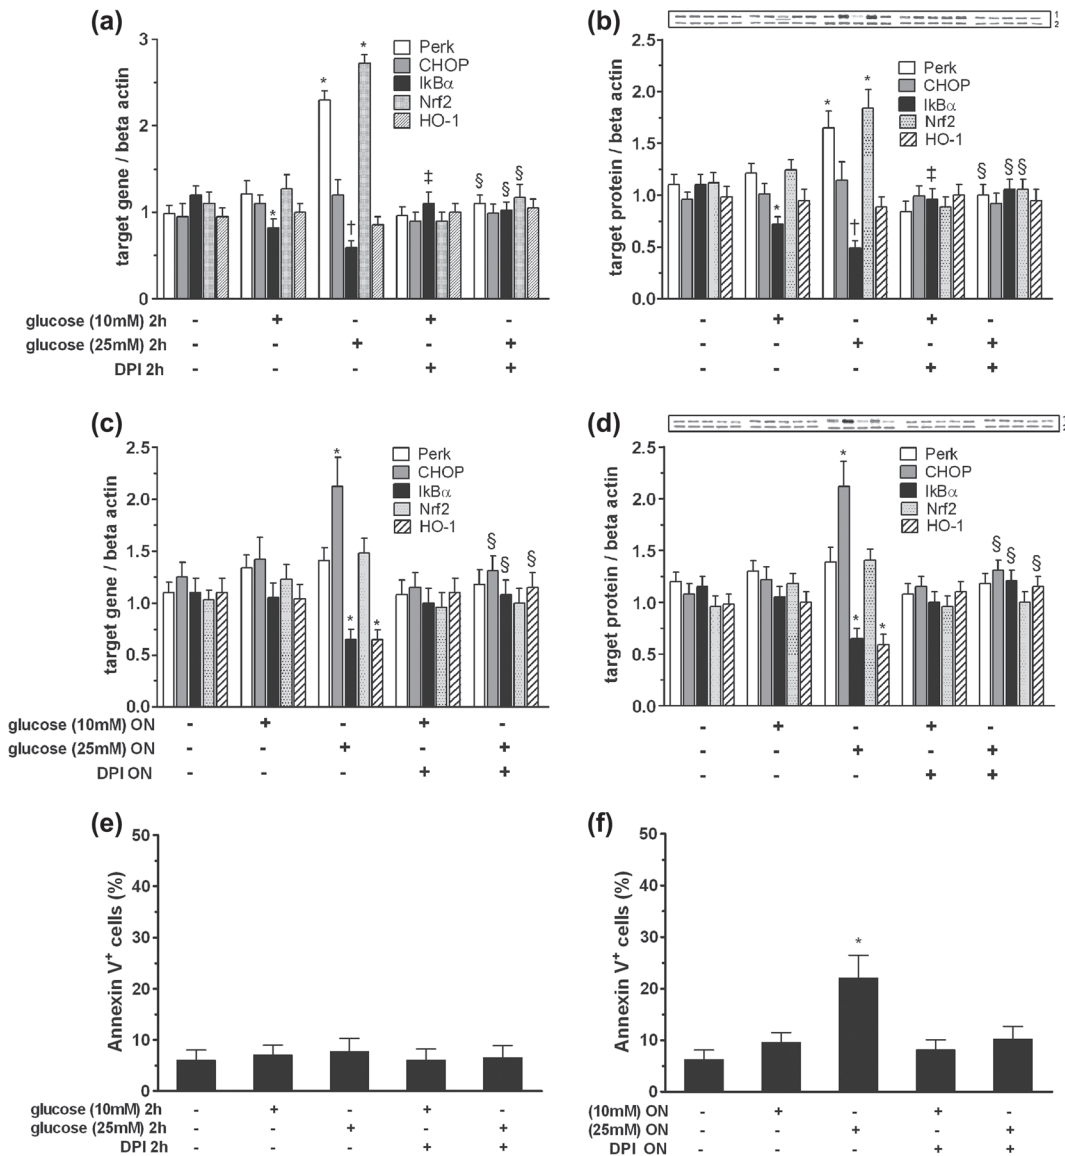 (a)
3
2
1
0
target gene / beta actin
Perk
CHOP
IkBα
Nrf2
HO-1
* * * † ‡ § § §
glucose (10mM) 2h - + - + -
glucose (25mM) 2h - - + - +
DPI 2h - - - + +
(b)
1
2
2.5
2.0
1.5
1.0
0.5
0.0
target protein / beta actin
Perk
CHOP
IkBα
Nrf2
HO-1
* * † * ‡ § § §
- + - + -
- - + - +
- - - + +
(c)
2.5
2.0
1.5
1.0
0.5
0.0
target gene / beta actin
Perk
CHOP
IkBα
Nrf2
HO-1
* * * § § §
glucose (10mM) ON - + - + -
glucose (25mM) ON - - + - +
DPI ON - - - + +
(d)
2.5
2.0
1.5
1.0
0.5
0.0
target protein / beta actin
Perk
CHOP
IkBα
Nrf2
HO-1
* * * § § §
- + - + -
- - + - +
- - - + +
(e)
50
40
30
20
10
0
Annexin V+ cells (%)
glucose (10mM) 2h - + - + -
glucose (25mM) 2h - - + - +
DPI 2h - - - + +
(f)
50
40
30
20
10
0
Annexin V+ cells (%)
*
(10mM) ON - + - + -
(25mM) ON - - + - +
DPI ON - - - + +